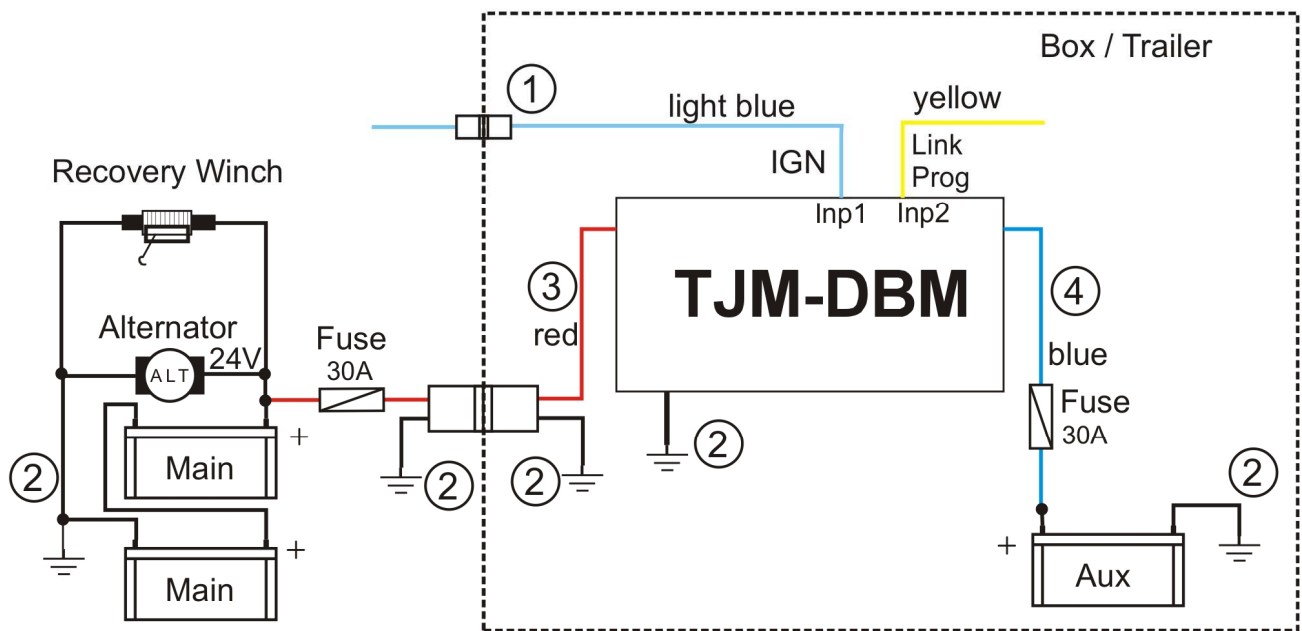 Box / Trailer
1
light blue
yellow
IGN
Link
Prog
Recovery Winch
Inp1
Inp2
TJM-DBM
3
red
4
blue
Alternator
24V
ALT
Fuse
30A
Fuse
30A
+
Main
2
2
2
2
2
+
Main
+
Aux